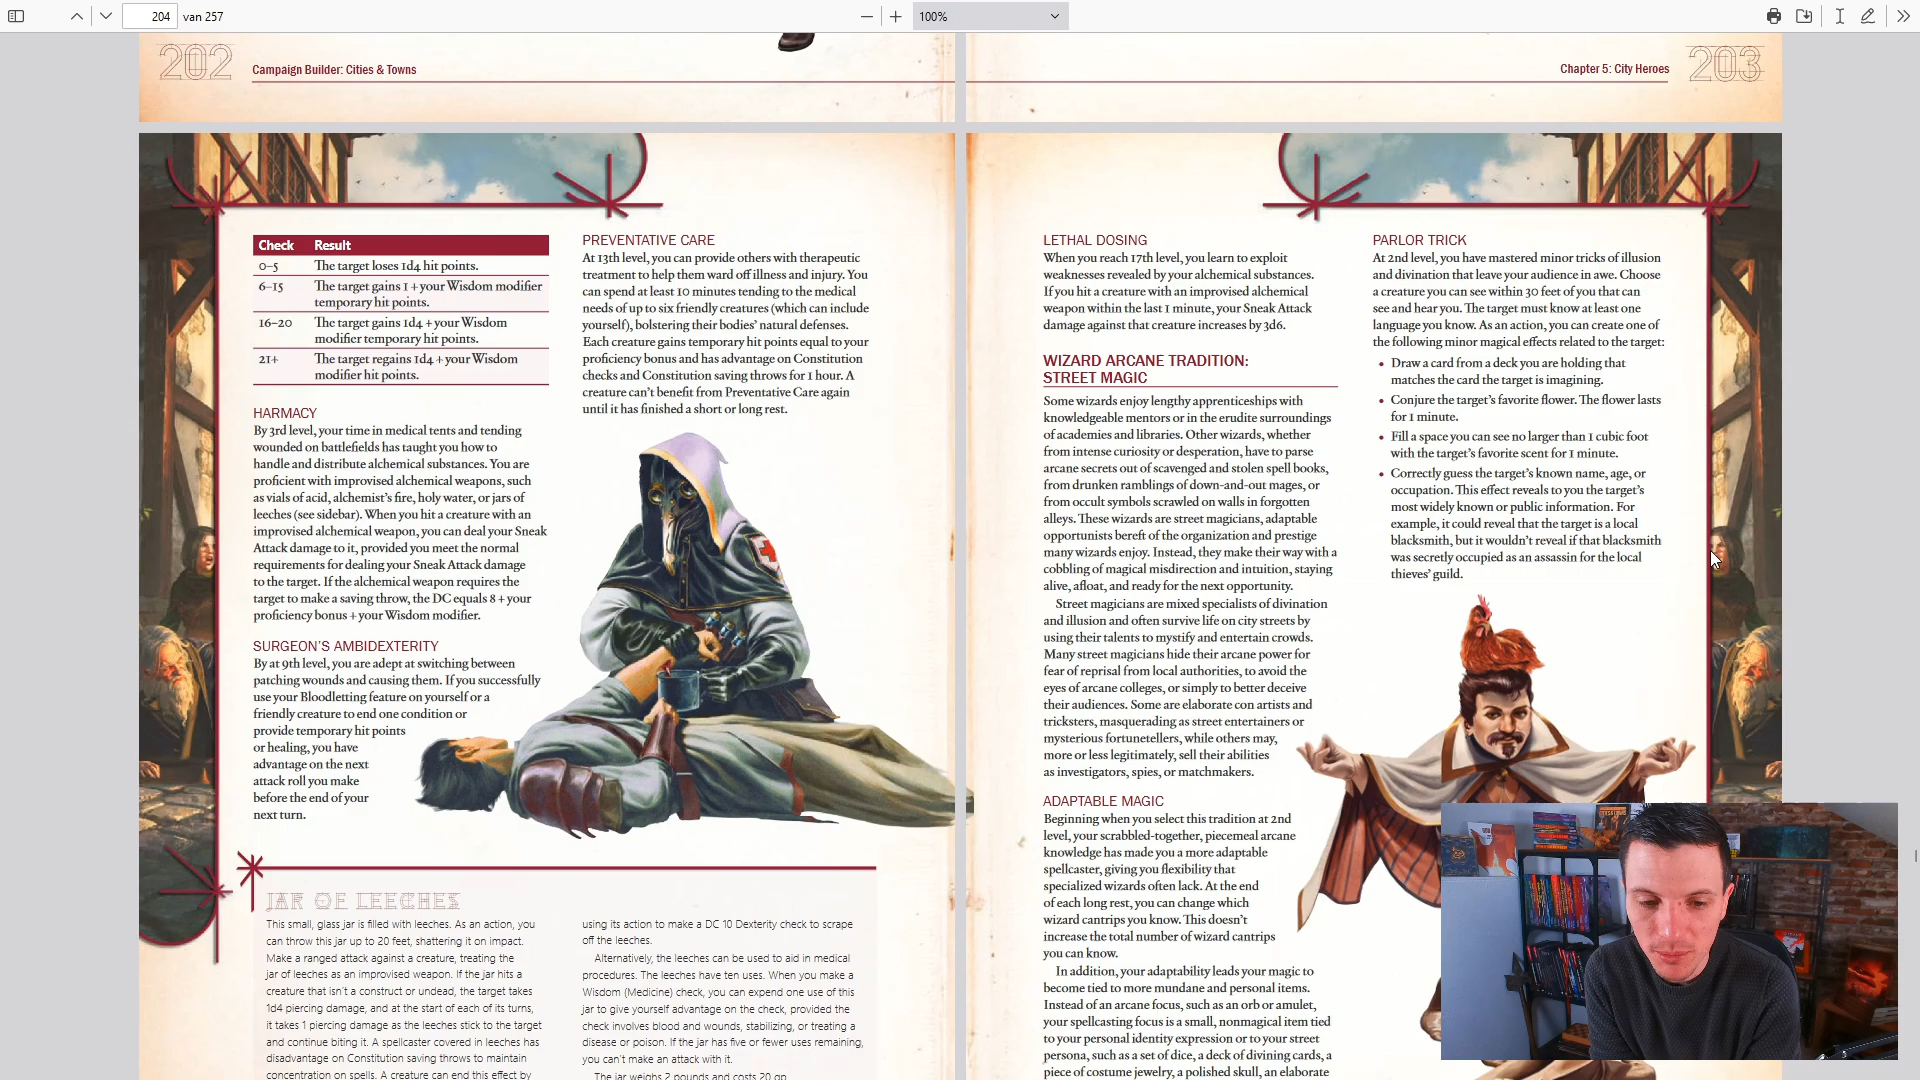 204
van 257
100%
202
Campaign Builder: Cities & Towns
Chapter 5: City Heroes
203
Check Result
0–5 The target loses 1d4 hit points.
6–15 The target gains 1 + your Wisdom modifier
temporary hit points.
16–20 The target gains 1d4 + your Wisdom
modifier temporary hit points.
21+ The target regains 1d4 + your Wisdom
modifier hit points.
HARMACY
By 3rd level, your time in medical tents and tending
wounded on battlefields has taught you how to
handle and distribute alchemical substances. You are
proficient with improvised alchemical weapons, such
as vials of acid, alchemist's fire, holy water, or jars of
leeches (see sidebar). When you hit a creature with an
improvised alchemical weapon, you can deal your Sneak
Attack damage to it, provided you meet the normal
requirements for dealing your Sneak Attack damage
to the target. If the alchemical weapon requires the
target to make a saving throw, the DC equals 8 + your
proficiency bonus + your Wisdom modifier.
SURGEON'S AMBIDEXTERITY
By at 9th level, you are adept at switching between
patching wounds and causing them. If you successfully
use your Bloodletting feature on yourself or a
friendly creature to end one condition or
provide temporary hit points
or healing, you have
advantage on the next
attack roll you make
before the end of your
next turn.
PREVENTATIVE CARE
At 13th level, you can provide others with therapeutic
treatment to help them ward off illness and injury. You
can spend at least 10 minutes tending to the medical
needs of up to six friendly creatures (which can include
yourself), bolstering their bodies' natural defenses.
Each creature gains temporary hit points equal to your
proficiency bonus and has advantage on Constitution
checks and Constitution saving throws for 1 hour. A
creature can't benefit from Preventative Care again
until it has finished a short or long rest.
JAR OF LEECHES
This small, glass jar is filled with leeches. As an action, you
can throw this jar up to 20 feet, shattering it on impact.
Make a ranged attack against a creature, treating the
jar of leeches as an improvised weapon. If the jar hits a
creature that isn't a construct or undead, the target takes
1d4 piercing damage, and at the start of each of its turns,
it takes 1 piercing damage as the leeches stick to the target
and continue biting it. A spellcaster covered in leeches has
disadvantage on Constitution saving throws to maintain
concentration on spells. A creature can end this effect by
using its action to make a DC 10 Dexterity check to scrape
off the leeches.
Alternatively, the leeches can be used to aid in medical
procedures. The leeches have ten uses. When you make a
Wisdom (Medicine) check, you can expend one use of this
jar to give yourself advantage on the check, provided the
check involves blood and wounds, stabilizing, or treating a
disease or poison. If the jar has five or fewer uses remaining,
you can't make an attack with it.
The jar weighs 2 pounds and costs 20 gp.
LETHAL DOSING
When you reach 17th level, you learn to exploit
weaknesses revealed by your alchemical substances.
If you hit a creature with an improvised alchemical
weapon within the last 1 minute, your Sneak Attack
damage against that creature increases by 3d6.
WIZARD ARCANE TRADITION:
STREET MAGIC
Some wizards enjoy lengthy apprenticeships with
knowledgeable mentors or in the erudite surroundings
of academies and libraries. Other wizards, whether
from intense curiosity or desperation, have to parse
arcane secrets out of scavenged and stolen spell books,
from drunken ramblings of down-and-out mages, or
from occult symbols scrawled on walls in forgotten
alleys. These wizards are street magicians, adaptable
opportunists bereft of the organization and prestige
many wizards enjoy. Instead, they make their way with a
cobbling of magical misdirection and intuition, staying
alive, afloat, and ready for the next opportunity.
Street magicians are mixed specialists of divination
and illusion and often survive life on city streets by
using their talents to mystify and entertain crowds.
Many street magicians hide their arcane power for
fear of reprisal from local authorities, to avoid the
eyes of arcane colleges, or simply to better deceive
their audiences. Some are elaborate con artists and
tricksters, masquerading as street entertainers or
mysterious fortunetellers, while others may,
more or less legitimately, sell their abilities
as investigators, spies, or matchmakers.
ADAPTABLE MAGIC
Beginning when you select this tradition at 2nd
level, your scrabbled-together, piecemeal arcane
knowledge has made you a more adaptable
spellcaster, giving you flexibility that
specialized wizards often lack. At the end
of each long rest, you can change which
wizard cantrips you know. This doesn't
increase the total number of wizard cantrips
you can know.
In addition, your adaptability leads your magic to
become tied to more mundane and personal items.
Instead of an arcane focus, such as an orb or amulet,
your spellcasting focus is a small, nonmagical item tied
to your personal identity expression or to your street
persona, such as a set of dice, a deck of divining cards, a
piece of costume jewelry, a polished skull, an elaborate
PARLOR TRICK
At 2nd level, you have mastered minor tricks of illusion
and divination that leave your audience in awe. Choose
a creature you can see within 30 feet of you that can
see and hear you. The target must know at least one
language you know. As an action, you can create one of
the following minor magical effects related to the target:
• Draw a card from a deck you are holding that
matches the card the target is imagining.
• Conjure the target's favorite flower. The flower lasts
for 1 minute.
• Fill a space you can see no larger than 1 cubic foot
with the target's favorite scent for 1 minute.
• Correctly guess the target's known name, age, or
occupation. This effect reveals to you the target's
most widely known or public information. For
example, it could reveal that the target is a local
blacksmith, but it wouldn't reveal if that blacksmith
was secretly occupied as an assassin for the local
thieves' guild.